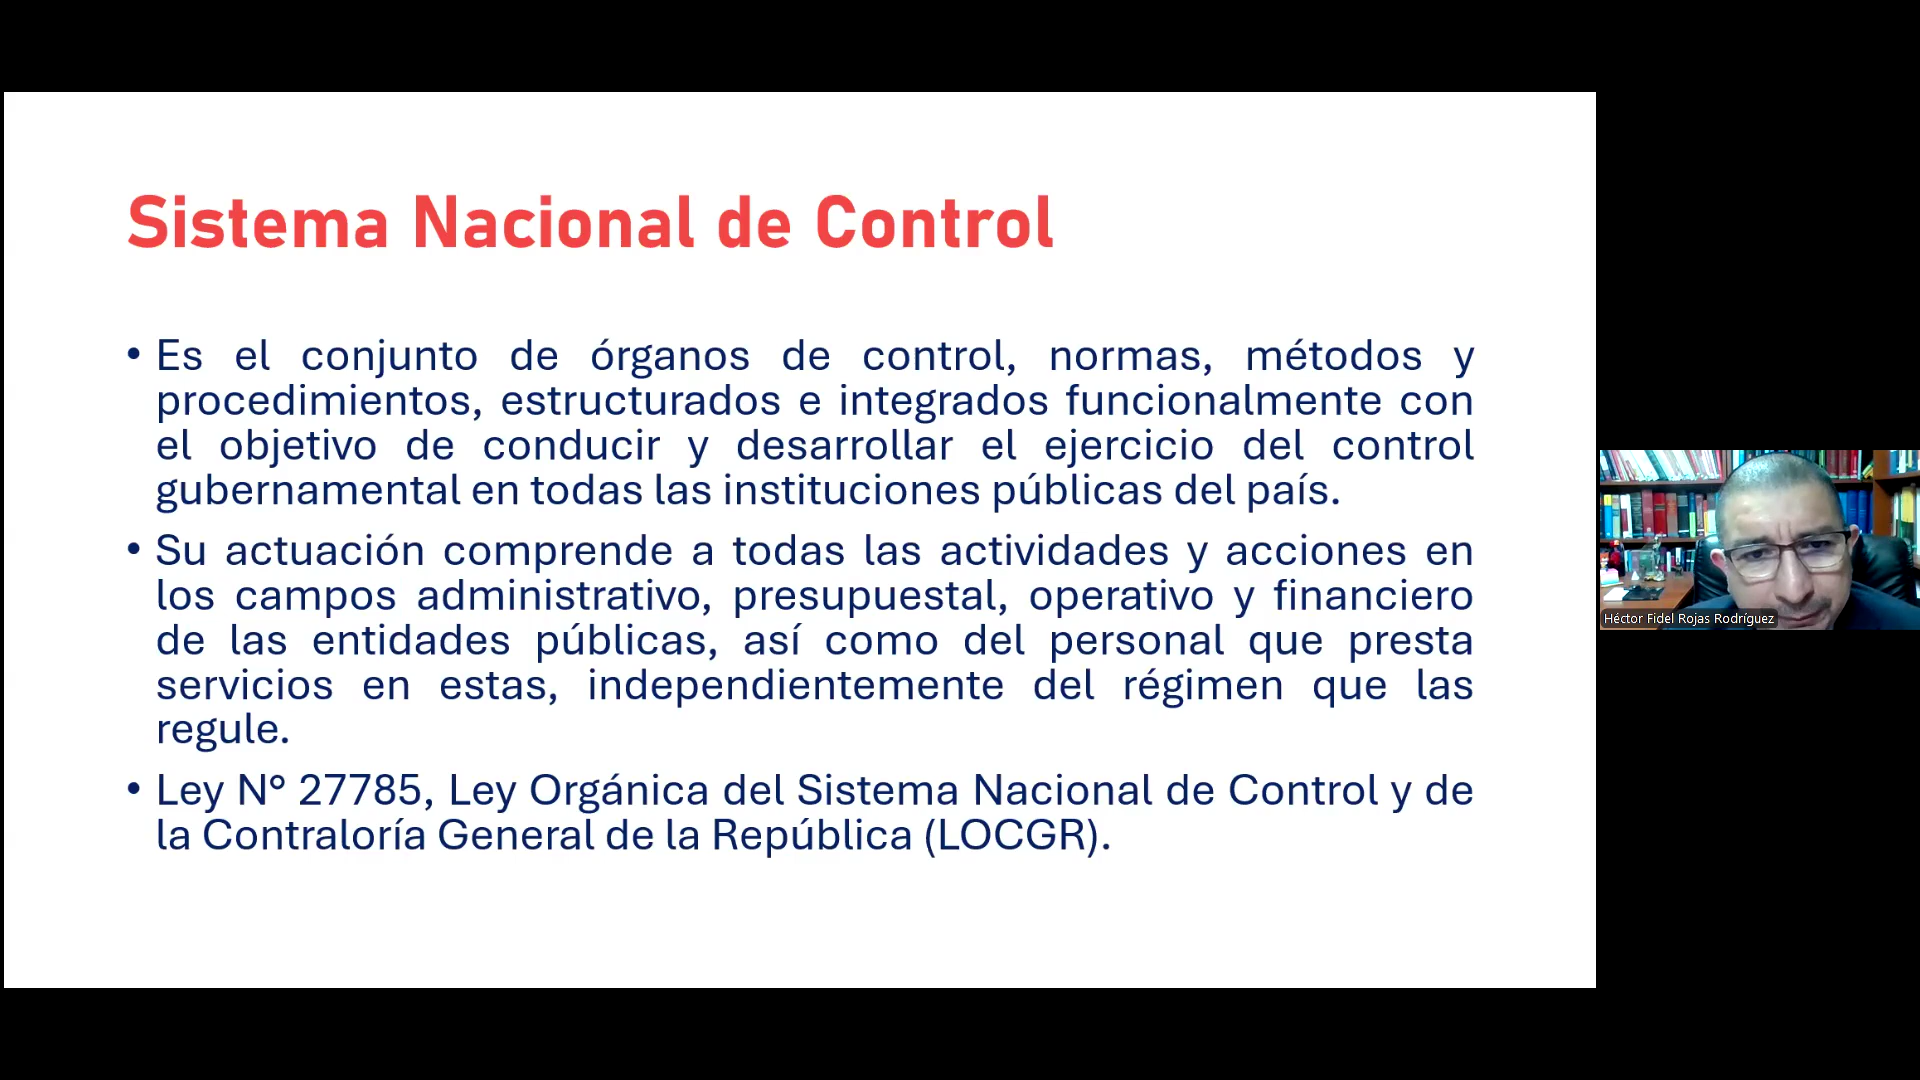 Sistema Nacional de Control
• Es el conjunto de órganos de control, normas, métodos y
procedimientos, estructurados e integrados funcionalmente con
el objetivo de conducir y desarrollar el ejercicio del control
gubernamental en todas las instituciones públicas del país.
• Su actuación comprende a todas las actividades y acciones en
los campos administrativo, presupuestal, operativo y financiero
de las entidades públicas, así como del personal que presta
servicios en estas, independientemente del régimen que las
regule.
• Ley N° 27785, Ley Orgánica del Sistema Nacional de Control y de
la Contraloría General de la República (LOCGR).
Héctor Fidel Rojas Rodríguez